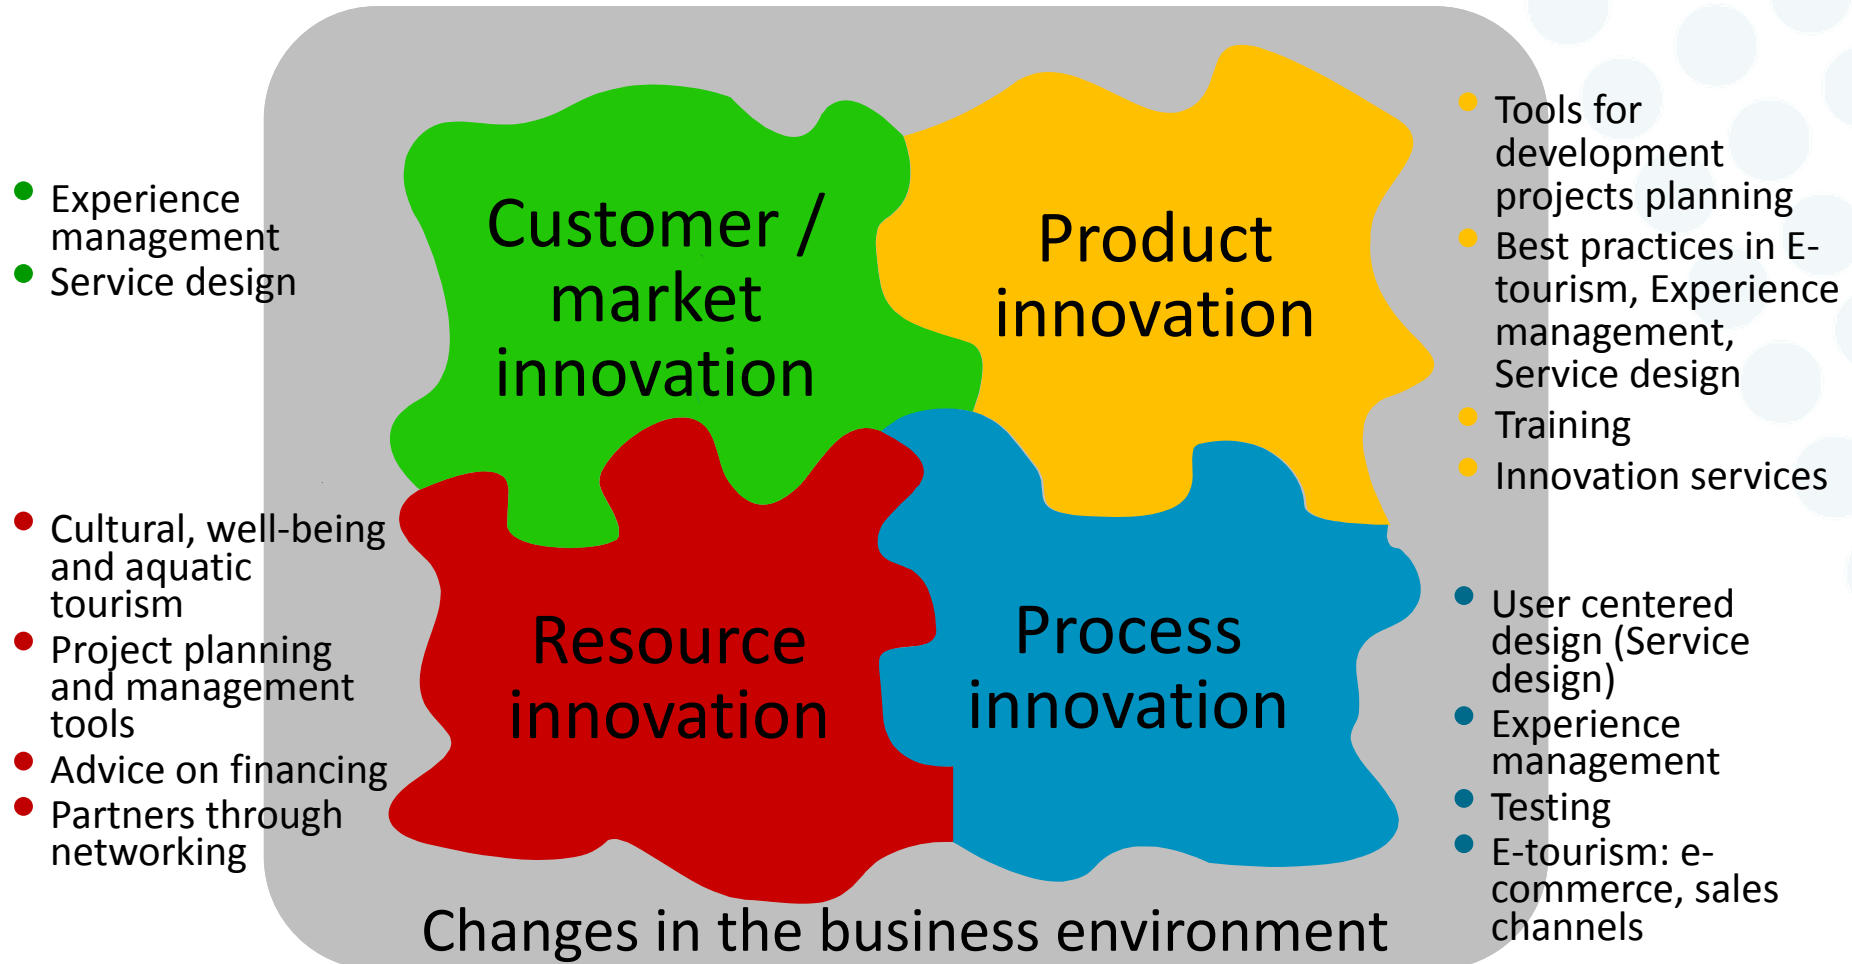 Customer /
market
innovation
Product
innovation
Resource
innovation
Process
innovation
Changes in the business environment
Experience
management
Service design
Cultural, well-being
and aquatic
tourism
Project planning
and management
tools
Advice on financing
Partners through
networking
Tools for
development
projects planning
Best practices in E-
tourism, Experience
management,
Service design
Training
Innovation services
User centered
design (Service
design)
Experience
management
Testing
E-tourism: e-
commerce, sales
channels